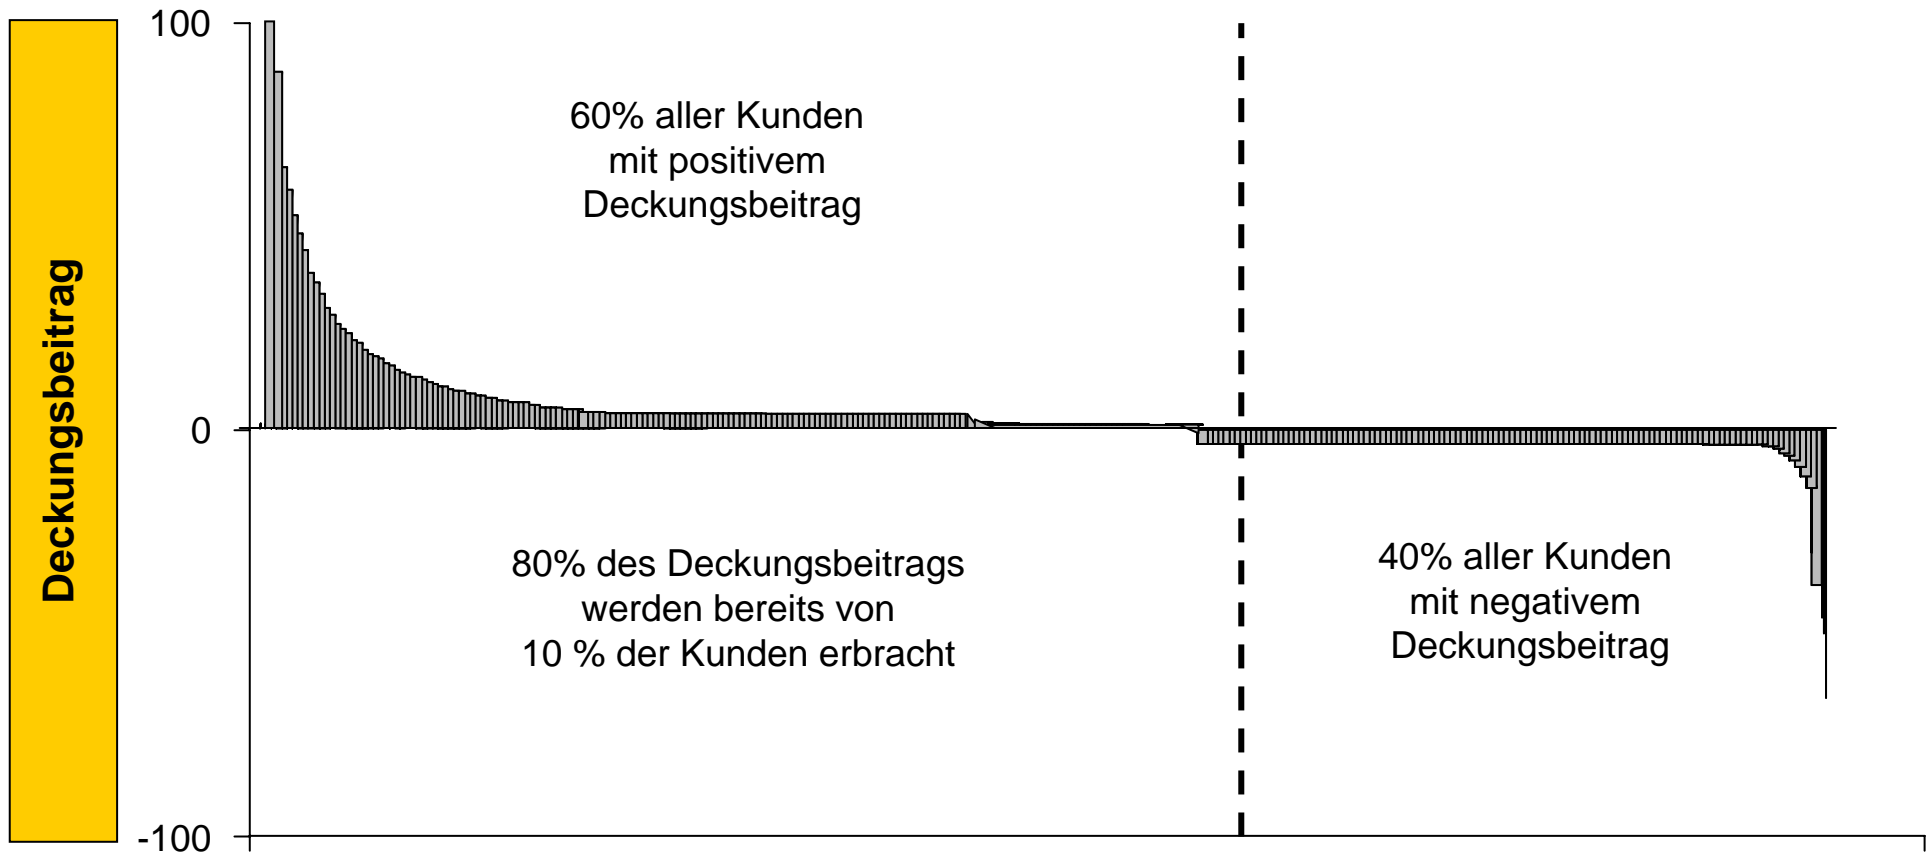 Deckungsbeitrag
100
0
-100
60% aller Kunden
mit positivem
Deckungsbeitrag
80% des Deckungsbeitrags
werden bereits von
10 % der Kunden erbracht
40% aller Kunden
mit negativem
Deckungsbeitrag